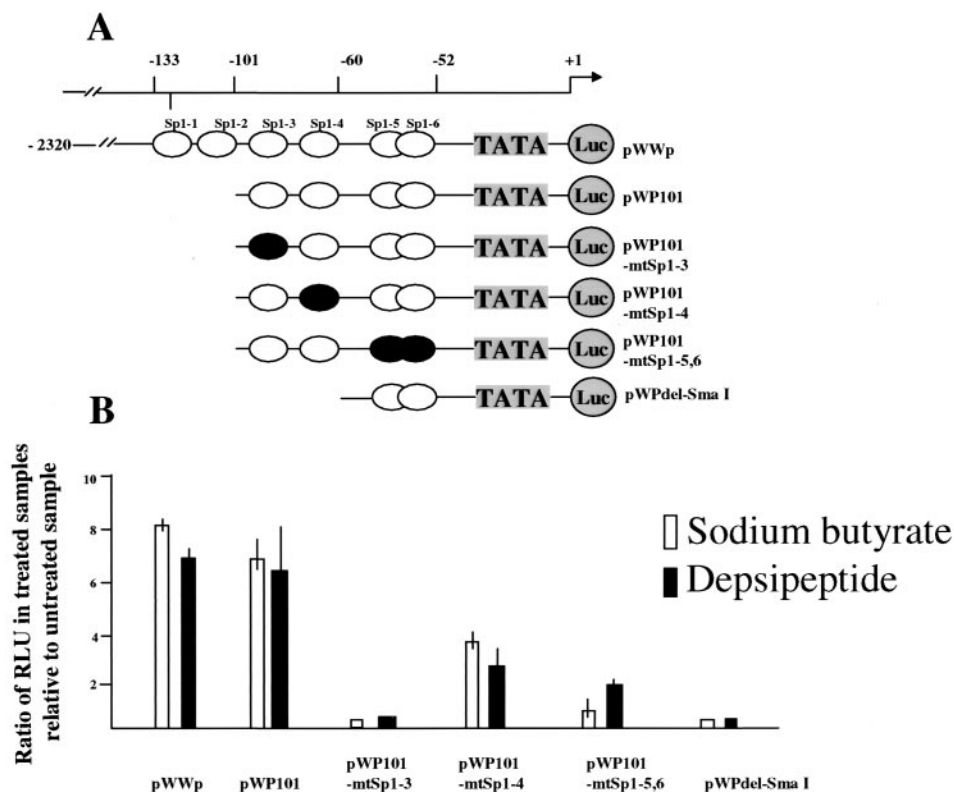 A
-133 -101 -60 -52 +1
Sp1-1 Sp1-2 Sp1-3 Sp1-4 Sp1-5 Sp1-6
- 2320 TATA Luc pWWp
TATA Luc pWP101
TATA Luc pWP101
-mtSp1-3
TATA Luc pWP101
-mtSp1-4
TATA Luc pWP101
-mtSp1-5,6
TATA Luc pWPdel-Sma I
B
Ratio of RLU in treated samples
relative to untreated sample
10
8
6
4
2
Sodium butyrate
Depsipeptide
pWWp pWP101 pWP101 pWP101 pWP101 pWPdel-Sma I
-mtSp1-3 -mtSp1-4 -mtSp1-5,6